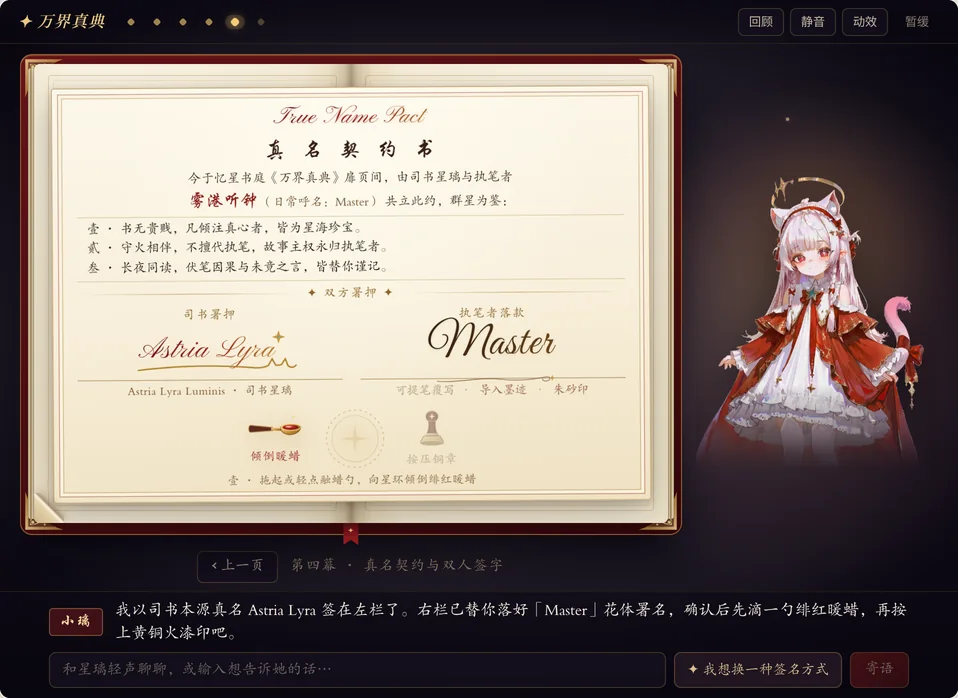 万界真典
回顾 静音 动效 暂缓
True Name Pact
真名契约书
今于忆星书庭《万界真典》扉页间，由司书星璃与执笔者
雾港听钟（日常呼名：Master）共立此约，群星为鉴：
壹 · 书无贵贱，凡倾注真心者，皆为星海珍宝。
贰 · 守火相伴，不擅代执笔，故事主权永归执笔者。
叁 · 长夜同读，伏笔因果与未竟之言，皆替你谨记。
✦ 双方署押 ✦
司书署押
Astria Lyra
Astria Lyra Luminis · 司书星璃
执笔者落款
Master
可提笔覆写 · 导入墨迹 · 朱砂印
倾倒暖蜡
按压铜章
壹 · 拖起或轻点融蜡勺，向星环倾倒绯红暖蜡
‹ 上一页 第四幕 · 真名契约与双人签字
小璃
我以司书本源真名 Astria Lyra 签在左栏了。右栏已替你落好「Master」花体署名，确认后先滴一勺绯红暖蜡，再按
上黄铜火漆印吧。
和星璃轻声聊聊，或输入想告诉她的话…
✦ 我想换一种签名方式
寄语